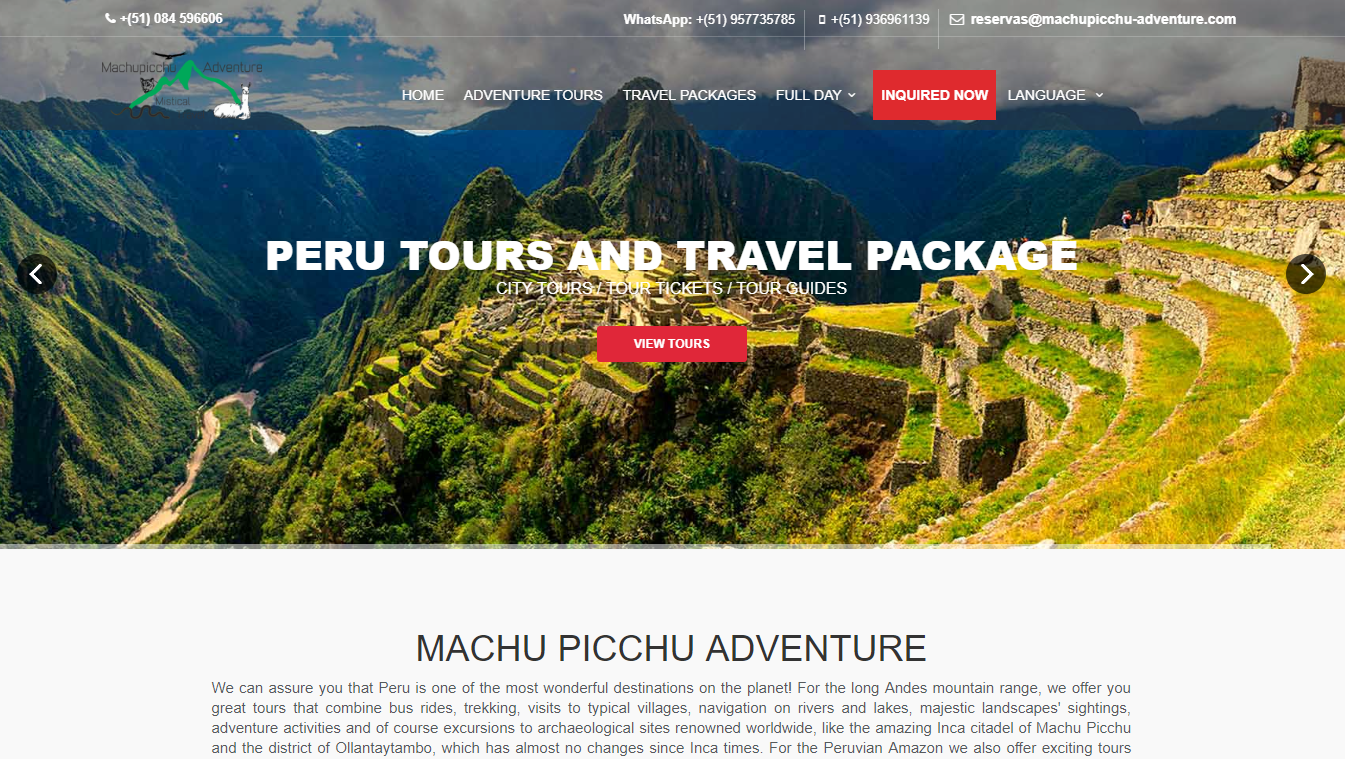 +(51) 084 596606
WhatsApp: +(51) 957735785
+(51) 936961139
reservas@machupicchu-adventure.com
Machupicchu Adventure
Mistical
HOME ADVENTURE TOURS TRAVEL PACKAGES FULL DAY INQUIRED NOW LANGUAGE
PERU TOURS AND TRAVEL PACKAGE
CITY TOURS / TOUR TICKETS / TOUR GUIDES
VIEW TOURS
MACHU PICCHU ADVENTURE
We can assure you that Peru is one of the most wonderful destinations on the planet! For the long Andes mountain range, we offer you
great tours that combine bus rides, trekking, visits to typical villages, navigation on rivers and lakes, majestic landscapes' sightings,
adventure activities and of course excursions to archaeological sites renowned worldwide, like the amazing Inca citadel of Machu Picchu
and the district of Ollantaytambo, which has almost no changes since Inca times. For the Peruvian Amazon we also offer exciting tours